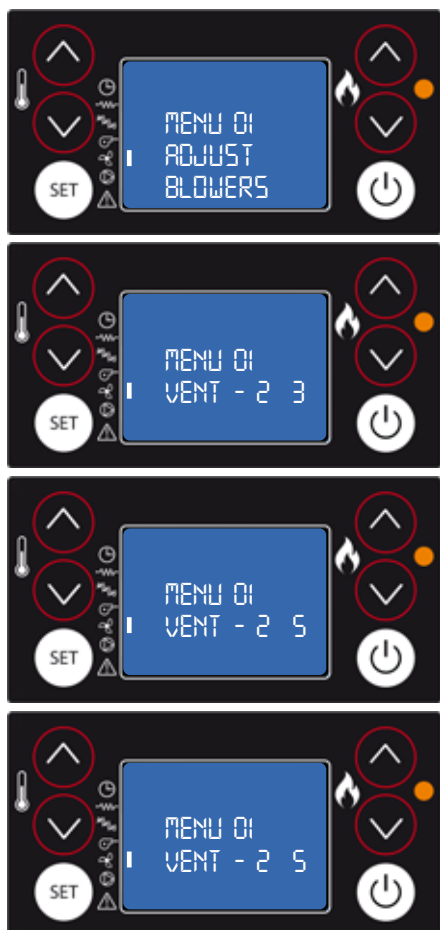 MENU 01
ADJUST
BLOWERS
SET
MENU 01
VENT - 2 3
SET
MENU 01
VENT - 2 5
SET
MENU 01
VENT - 2 5
SET